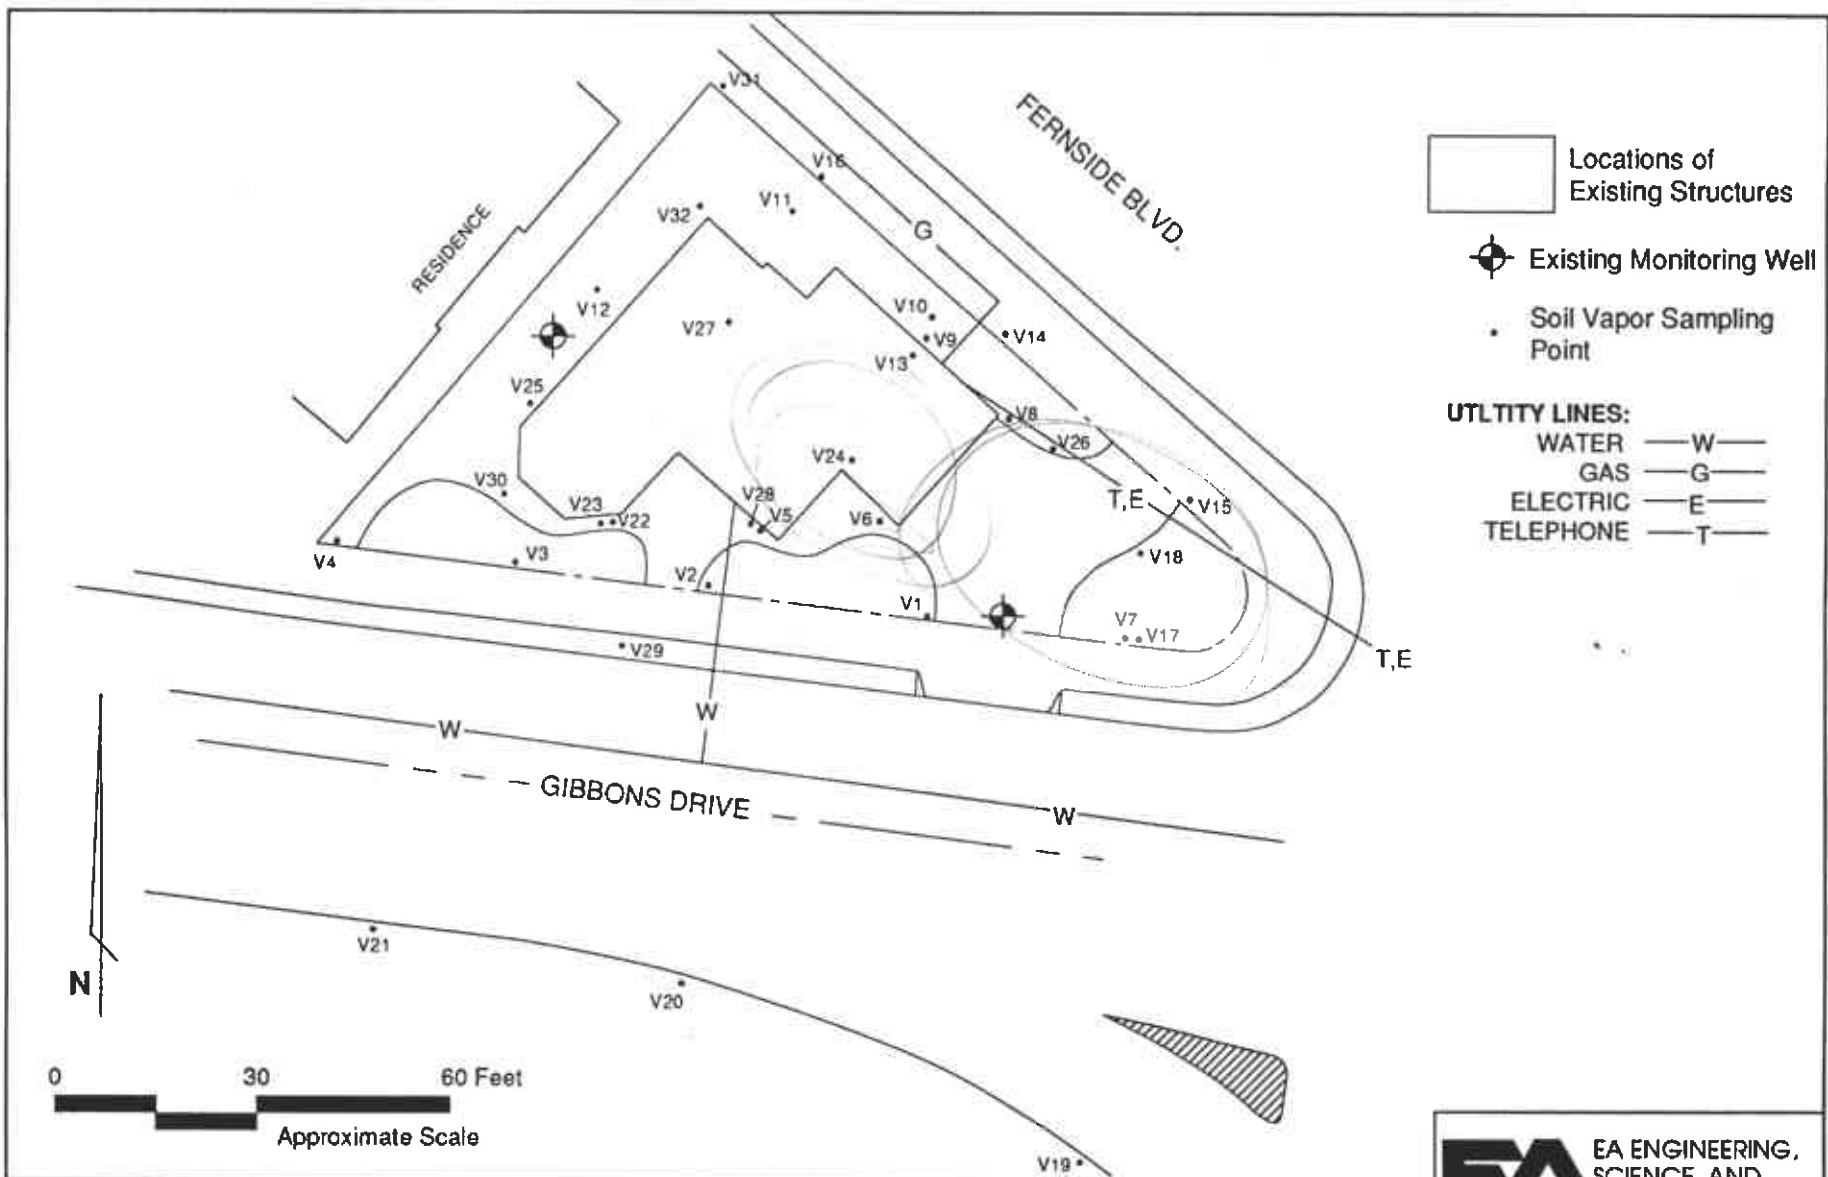 V31
FERNSIDE BLVD.
V16
V11
V32
G
RESIDENCE
V12
V27
V10
V9
V13
V14
V25
V8
V26
V24
V30
V23
V22
V28
V5
V6
T,E
V15
V18
V4
V3
V2
V1
V7
V17
V29
T,E
W
W
GIBBONS DRIVE
W
V21
V20
V19
N
0 30 60 Feet
Approximate Scale
Locations of
Existing Structures
Existing Monitoring Well
Soil Vapor Sampling
Point
UTLTITY LINES:
WATER W
GAS G
ELECTRIC E
TELEPHONE T
EA
EA ENGINEERING,
SCIENCE, AND